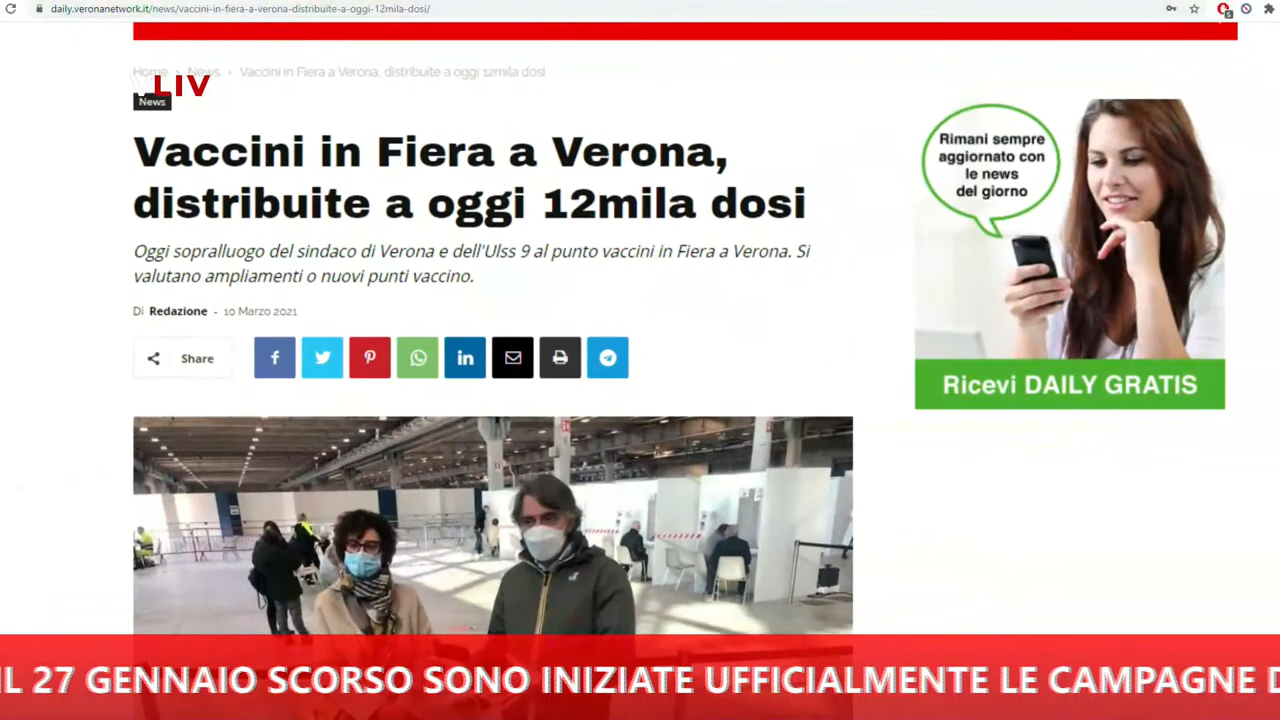 daily.veronanetwork.it/news/vaccini-in-fiera-a-verona-distribuite-a-oggi-12mila-dosi/
Home › News › Vaccini in Fiera a Verona, distribuite a oggi 12mila dosi
LIV
News
Vaccini in Fiera a Verona,
distribuite a oggi 12mila dosi
Oggi sopralluogo del sindaco di Verona e dell'Ulss 9 al punto vaccini in Fiera a Verona. Si
valutano ampliamenti o nuovi punti vaccino.
Di Redazione - 10 Marzo 2021
Share
Rimani sempre
aggiornato con
le news
del giorno
Ricevi DAILY GRATIS
IL 27 GENNAIO SCORSO SONO INIZIATE UFFICIALMENTE LE CAMPAGNE D